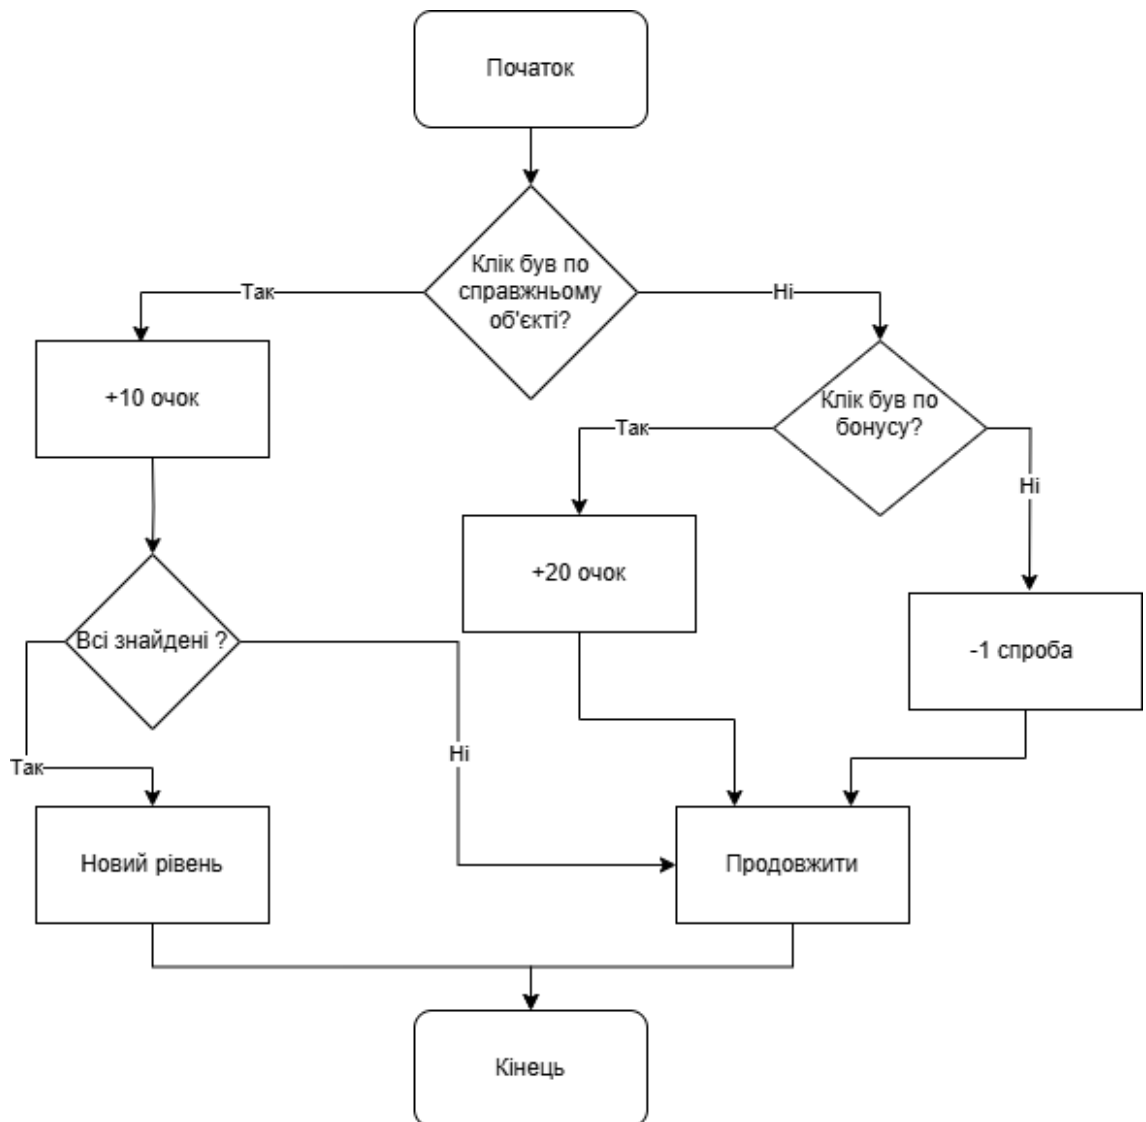 Початок
Клік був по
справжньому
об'єкті?
Так
Ні
+10 очок
Клік був по
бонусу?
Так
Ні
+20 очок
-1 спроба
Всі знайдені ?
Так
Ні
Новий рівень
Продовжити
Кінець